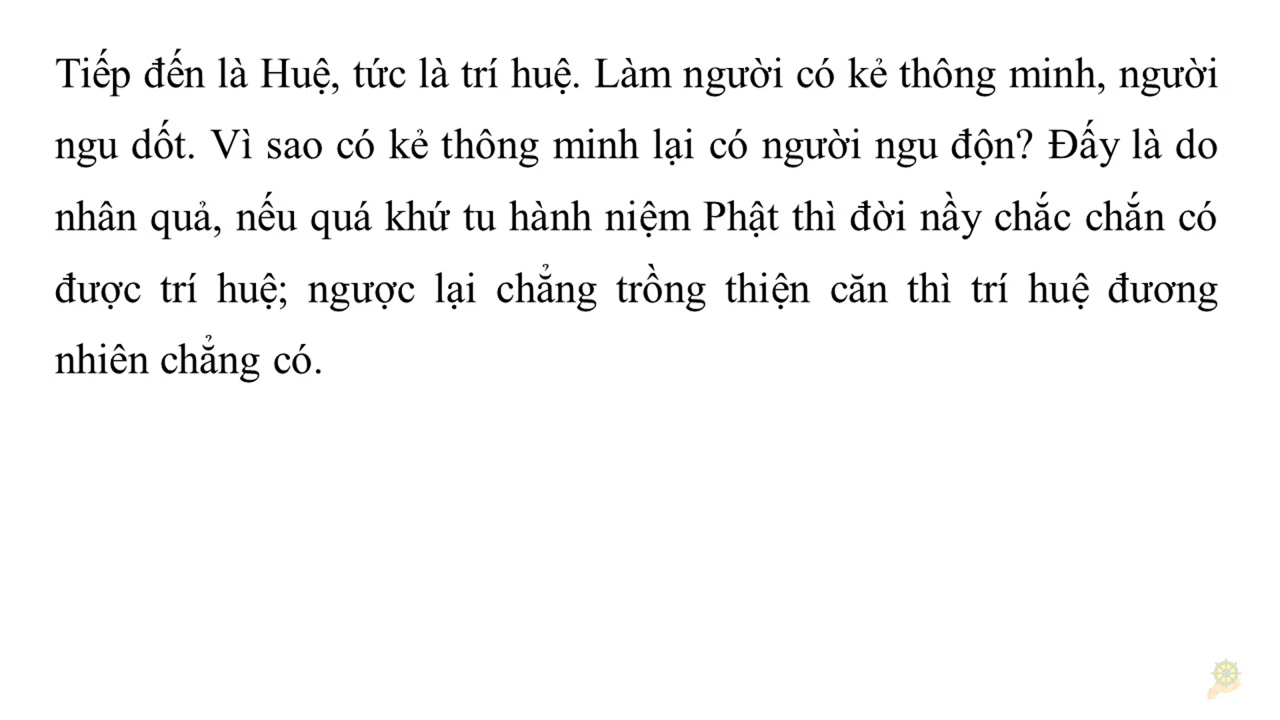 Tiếp đến là Huệ, tức là trí huệ. Làm người có kẻ thông minh, người
ngu dốt. Vì sao có kẻ thông minh lại có người ngu độn? Đấy là do
nhân quả, nếu quá khứ tu hành niệm Phật thì đời nầy chắc chắn có
được trí huệ; ngược lại chẳng trồng thiện căn thì trí huệ đương
nhiên chẳng có.